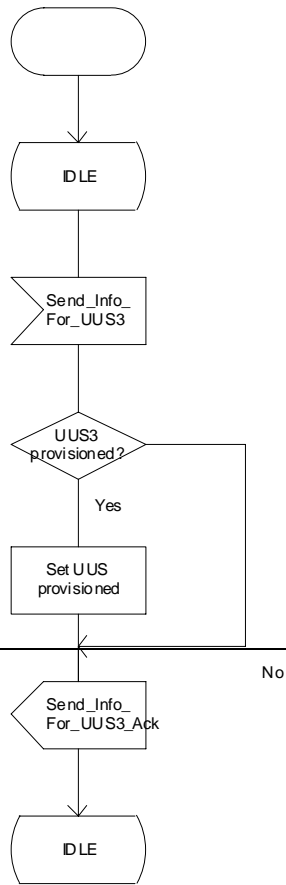 IDLE
Send_Info_
For_UUS3
UUS3
provisioned?
Yes
Set UUS
provisioned
No
Send_Info_
For_UUS3_Ack
IDLE